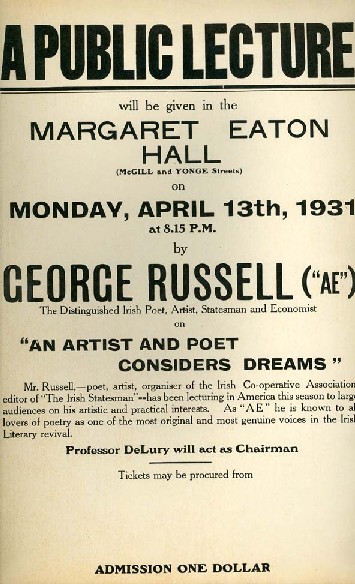 A PUBLIC LECTURE
will be given in the
MARGARET EATON
HALL
(McGILL and YONGE Streets)
on
MONDAY, APRIL 13th, 1931
at 8.15 P.M.
by
GEORGE RUSSELL ("AE")
The Distinguished Irish Poet, Artist, Statesman and Economist
on
"AN ARTIST AND POET
CONSIDERS DREAMS"
Mr. Russell,—poet, artist, organiser of the Irish Co-operative Association
editor of "The Irish Statesman"--has been lecturing in America this season to larg
audiences on his artistic and practical interests. As "AE" he is known to al
lovers of poetry as one of the most original and most genuine voices in the Iris
Literary revival.
Professor DeLury will act as Chairman
Tickets may be procured from
ADMISSION ONE DOLLAR